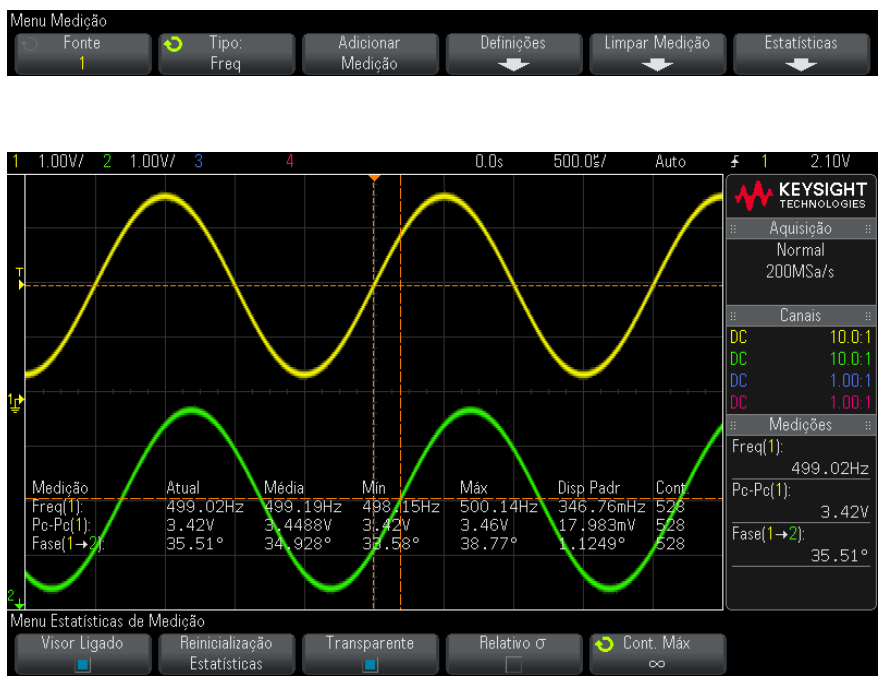 Menu Medição
Fonte Tipo: Adicionar Definições Limpar Medição Estatísticas
1 Freq Medição
1 1.00V/ 2 1.00V/ 3 4 0.0s 500.0µs/ Auto 1 2.10V
KEYSIGHT
TECHNOLOGIES
Aquisição
Normal
200MSa/s
Canais
DC 10.0:1
DC 10.0:1
DC 1.00:1
DC 1.00:1
Medições
Freq(1):
499.02Hz
Pc-Pc(1):
3.42V
Fase(1→2):
35.51°
T
1
Medição Atual Média Mín Máx Disp Padr Cont
Freq(1): 499.02Hz 499.19Hz 498.15Hz 500.14Hz 346.76mHz 528
Pc-Pc(1): 3.42V 3.4488V 3.42V 3.46V 17.983mV 528
Fase(1→2): 35.51° 34.928° 33.58° 38.77° 1.1249° 528
2
Menu Estatísticas de Medição
Visor Ligado Reinicialização Transparente Relativo σ Cont. Máx
Estatísticas ∞